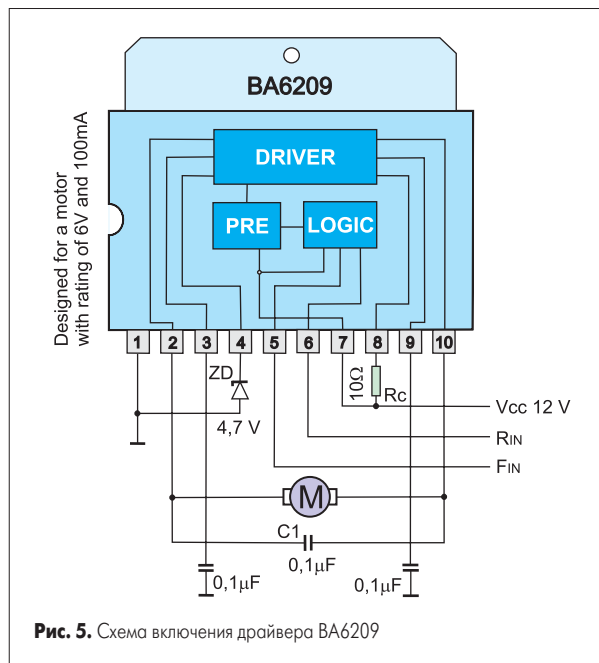 BA6209
Designed for a motor
with rating of 6V and 100mA
DRIVER
PRE
LOGIC
1 2 3 4 5 6 7 8 9 10
ZD
4,7 V
10Ω
Rc
Vcc 12 V
RIN
FIN
M
C1
0,1µF
0,1µF
0,1µF
Рис. 5. Схема включения драйвера BA6209